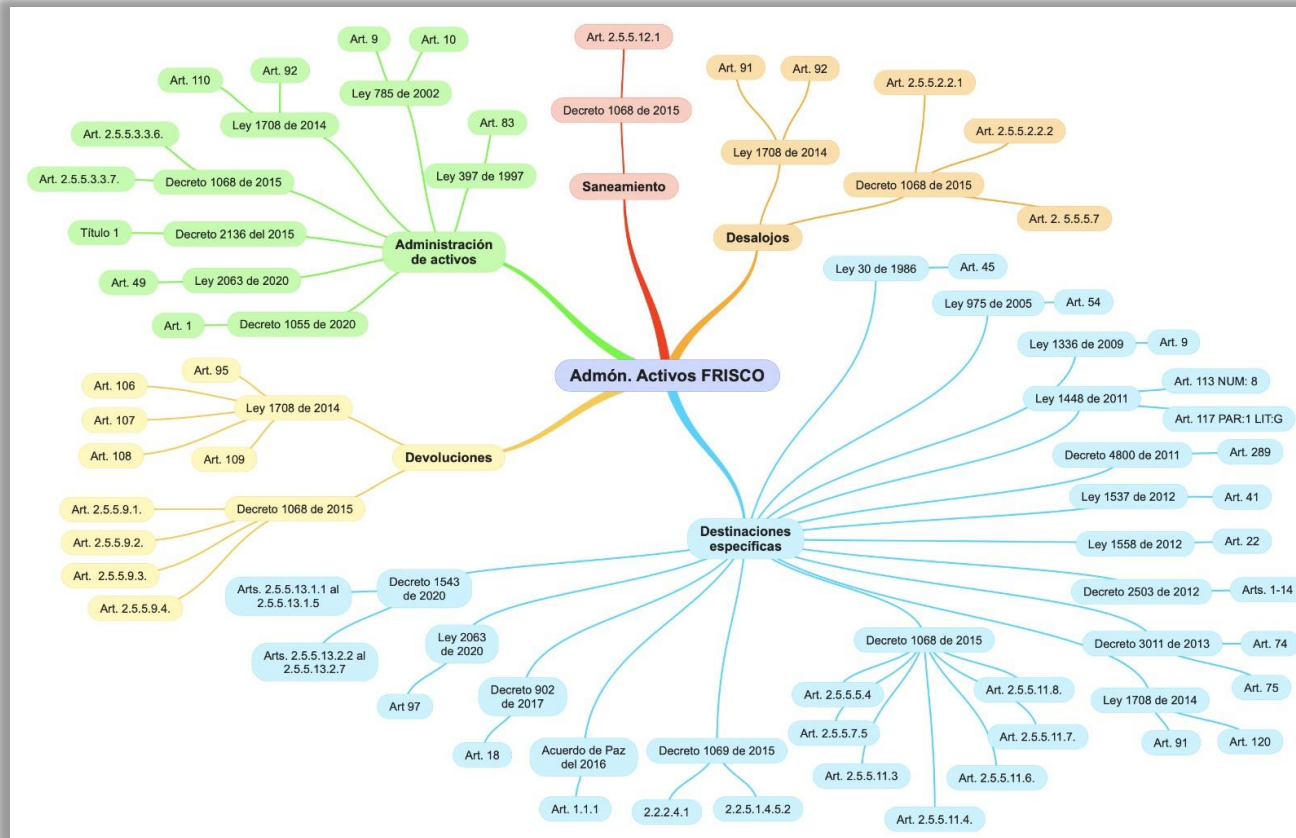 Admón. Activos FRISCO
Administración
de activos
Ley 397 de 1997
Art. 83
Ley 785 de 2002
Art. 9
Art. 10
Ley 1708 de 2014
Art. 110
Art. 92
Decreto 1068 de 2015
Art. 2.5.5.3.3.6.
Art. 2.5.5.3.3.7.
Decreto 2136 del 2015
Título 1
Ley 2063 de 2020
Art. 49
Decreto 1055 de 2020
Art. 1
Saneamiento
Decreto 1068 de 2015
Art. 2.5.5.12.1
Desalojos
Ley 1708 de 2014
Art. 91
Art. 92
Decreto 1068 de 2015
Art. 2.5.5.2.2.1
Art. 2.5.5.2.2.2
Art. 2. 5.5.5.7
Devoluciones
Ley 1708 de 2014
Art. 95
Art. 106
Art. 107
Art. 108
Art. 109
Decreto 1068 de 2015
Art. 2.5.5.9.1.
Art. 2.5.5.9.2.
Art. 2.5.5.9.3.
Art. 2.5.5.9.4.
Destinaciones
específicas
Ley 30 de 1986
Art. 45
Ley 975 de 2005
Art. 54
Ley 1336 de 2009
Art. 9
Ley 1448 de 2011
Art. 113 NUM: 8
Art. 117 PAR:1 LIT:G
Decreto 4800 de 2011
Art. 289
Ley 1537 de 2012
Art. 41
Ley 1558 de 2012
Art. 22
Decreto 2503 de 2012
Arts. 1-14
Decreto 3011 de 2013
Art. 74
Art. 75
Ley 1708 de 2014
Art. 91
Art. 120
Decreto 1068 de 2015
Art. 2.5.5.5.4
Art. 2.5.5.7.5
Art. 2.5.5.11.3
Art. 2.5.5.11.4.
Art. 2.5.5.11.6.
Art. 2.5.5.11.7.
Art. 2.5.5.11.8.
Decreto 1069 de 2015
2.2.2.4.1
2.2.5.1.4.5.2
Acuerdo de Paz
del 2016
Art. 1.1.1
Decreto 902
de 2017
Art. 18
Ley 2063
de 2020
Art 97
Decreto 1543
de 2020
Arts. 2.5.5.13.1.1 al
2.5.5.13.1.5
Arts. 2.5.5.13.2.2 al
2.5.5.13.2.7